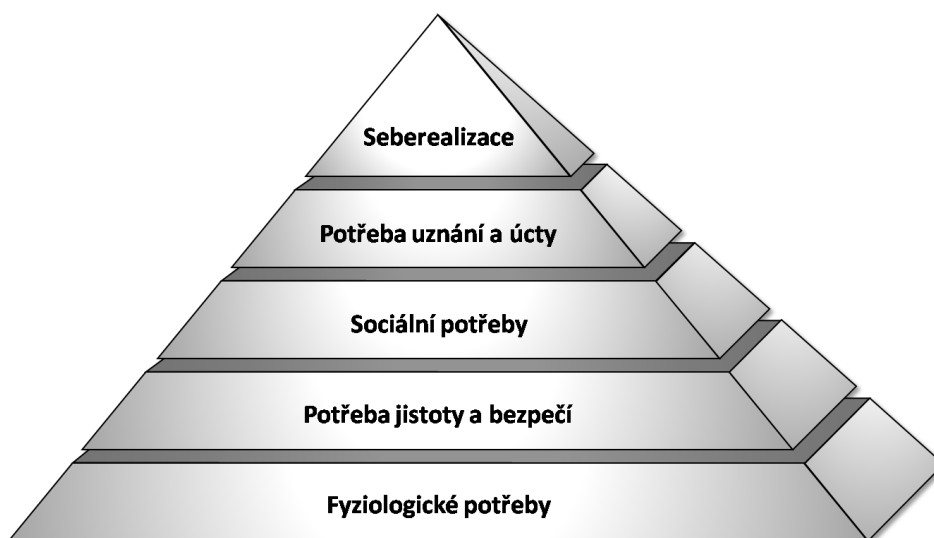 Seberealizace
Potřeba uznání a úcty
Sociální potřeby
Potřeba jistoty a bezpečí
Fyziologické potřeby